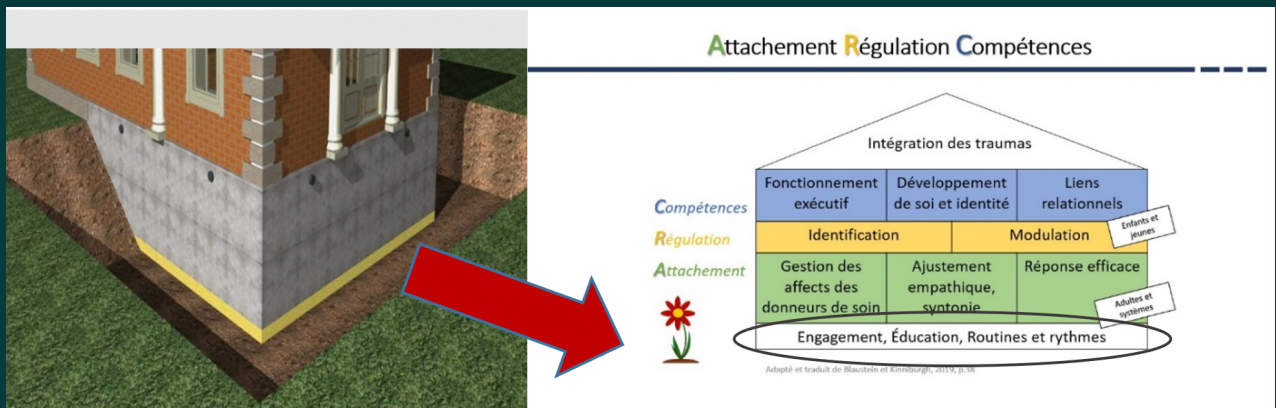 Attachement Régulation Compétences
Intégration des traumas
Compétences
Fonctionnement
exécutif
Développement
de soi et identité
Liens
relationnels
Régulation
Identification
Modulation
Enfants et
jeunes
Attachement
Gestion des
affects des
donneurs de soin
Ajustement
empathique,
syntonie
Réponse efficace
Adultes et
systèmes
Engagement, Éducation, Routines et rythmes
Adapté et traduit de Blaustein et Kinniburgh, 2019, p.38